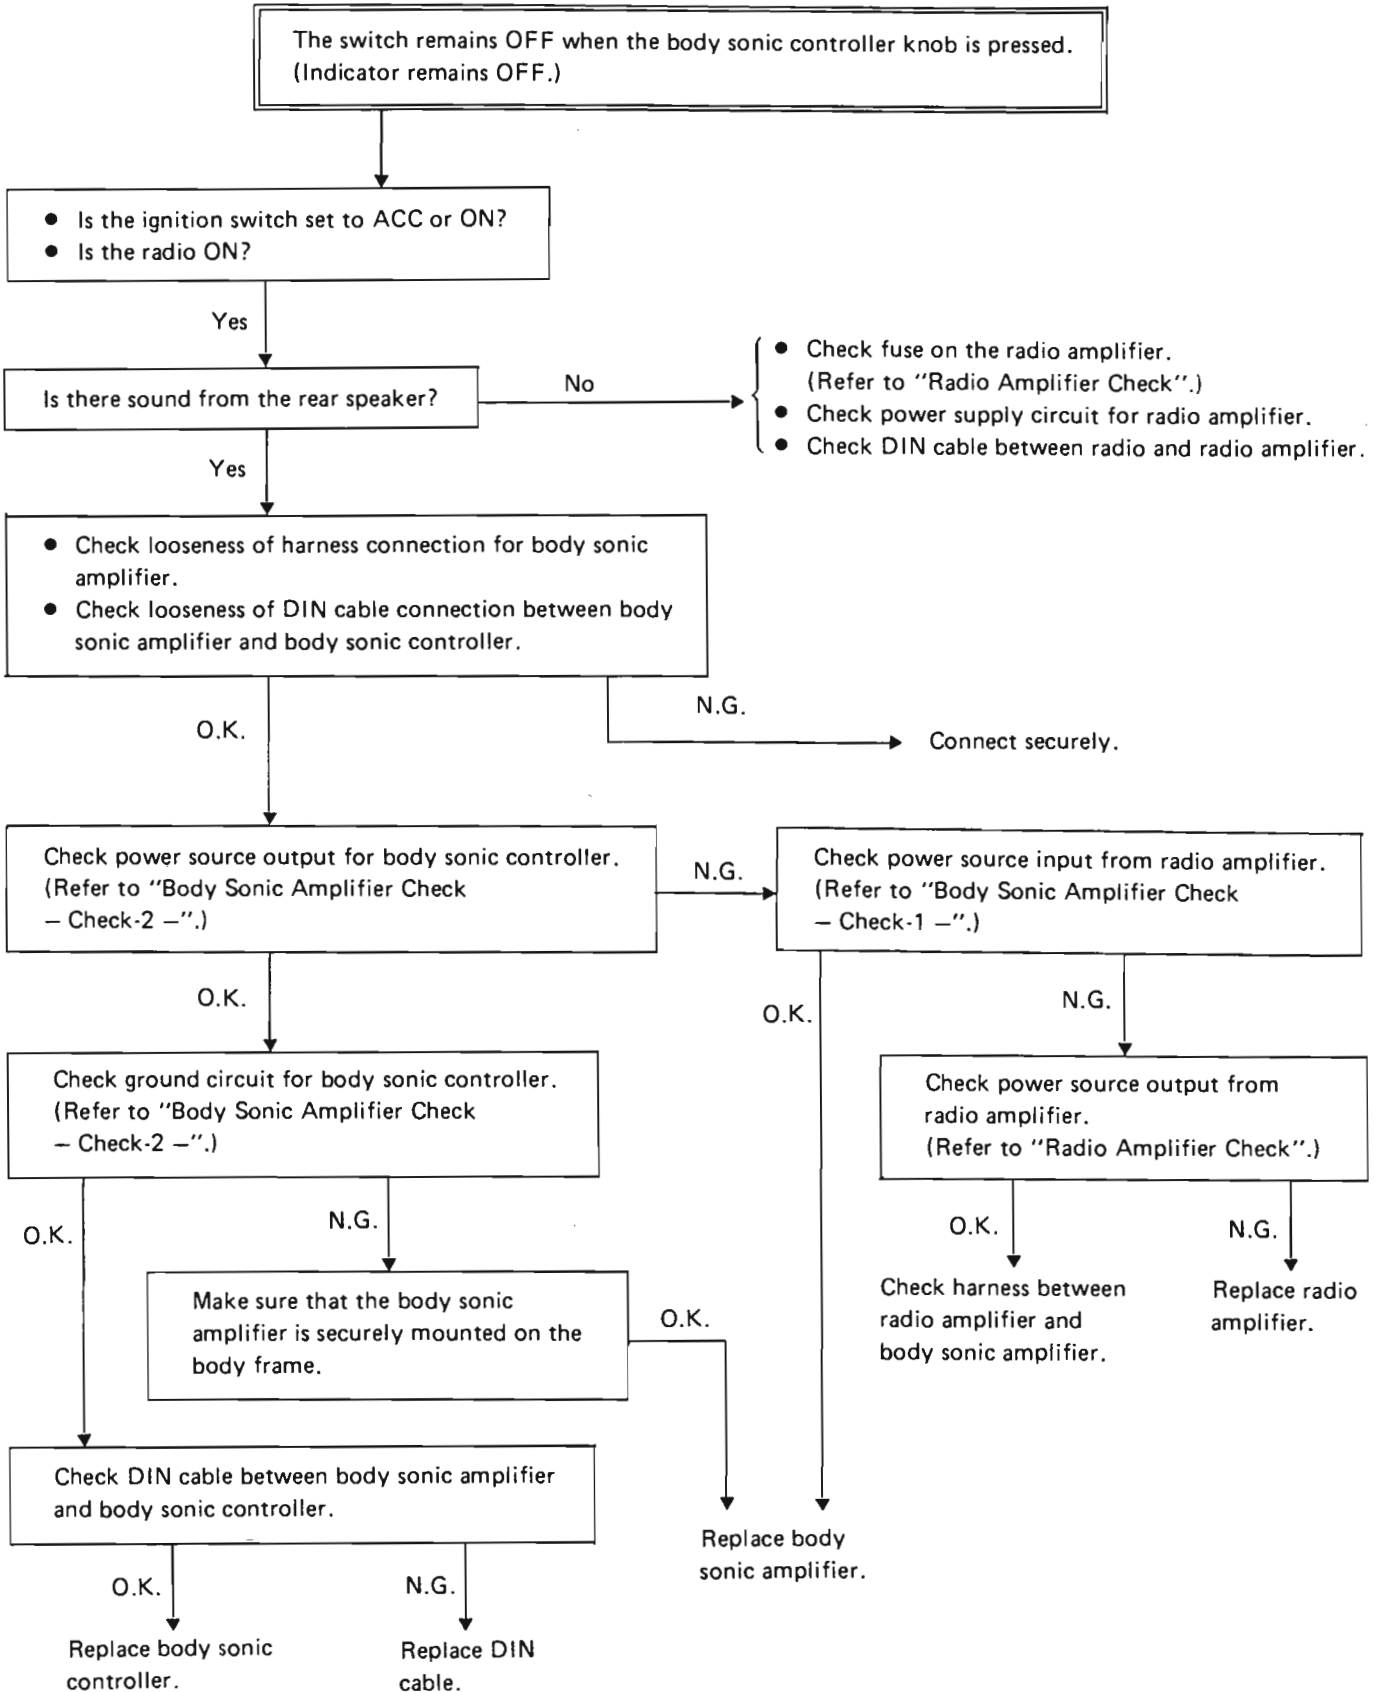 The switch remains OFF when the body sonic controller knob is pressed.
(Indicator remains OFF.)
● Is the ignition switch set to ACC or ON?
● Is the radio ON?
Yes
Is there sound from the rear speaker?
No
● Check fuse on the radio amplifier.
(Refer to "Radio Amplifier Check".)
● Check power supply circuit for radio amplifier.
● Check DIN cable between radio and radio amplifier.
Yes
● Check looseness of harness connection for body sonic
amplifier.
● Check looseness of DIN cable connection between body
sonic amplifier and body sonic controller.
O.K.
N.G.
Connect securely.
Check power source output for body sonic controller.
(Refer to "Body Sonic Amplifier Check
— Check-2 —".)
N.G.
Check power source input from radio amplifier.
(Refer to "Body Sonic Amplifier Check
— Check-1 —".)
O.K.
O.K.
N.G.
Check ground circuit for body sonic controller.
(Refer to "Body Sonic Amplifier Check
— Check-2 —".)
Check power source output from
radio amplifier.
(Refer to "Radio Amplifier Check".)
O.K.
N.G.
O.K.
N.G.
Check harness between
radio amplifier and
body sonic amplifier.
Replace radio
amplifier.
Make sure that the body sonic
amplifier is securely mounted on the
body frame.
O.K.
Check DIN cable between body sonic amplifier
and body sonic controller.
Replace body
sonic amplifier.
O.K.
N.G.
Replace body sonic
controller.
Replace DIN
cable.